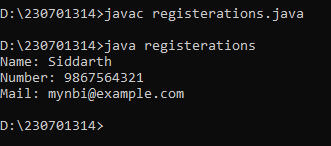 D:\230701314>javac registerations.java
D:\230701314>java registerations
Name: Siddarth
Number: 9867564321
Mail: mynbi@example.com
D:\230701314>